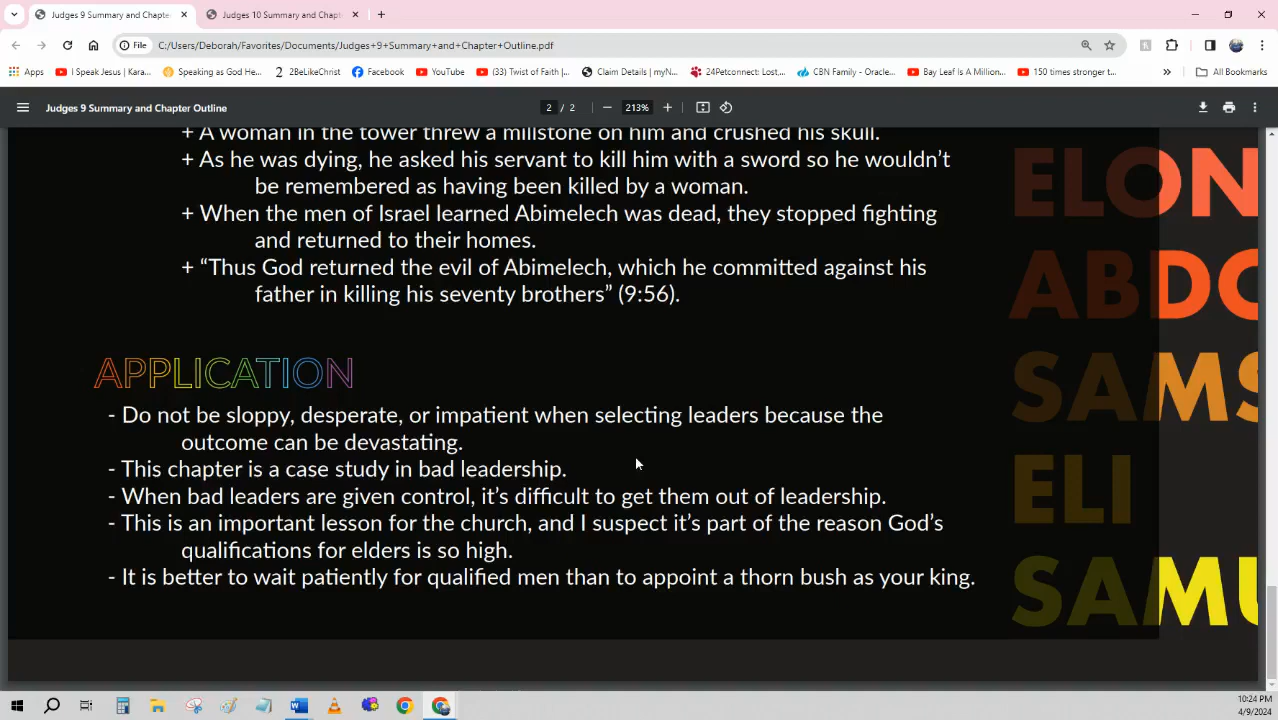 Judges 9 Summary and Chapte
Judges 10 Summary and Chapt
File
C:/Users/Deborah/Favorites/Documents/Judges+9+Summary+and+Chapter+Outline.pdf
Apps
I Speak Jesus | Kara...
Speaking as God He...
2BeLikeChrist
Facebook
YouTube
(33) Twist of Faith |...
Claim Details | myN...
24Petconnect: Lost,...
CBN Family - Oracle...
Bay Leaf Is A Million...
150 times stronger t...
»
All Bookmarks
Judges 9 Summary and Chapter Outline
2 / 2
213%
+ A woman in the tower threw a millstone on him and crushed his skull.
+ As he was dying, he asked his servant to kill him with a sword so he wouldn't
be remembered as having been killed by a woman.
+ When the men of Israel learned Abimelech was dead, they stopped fighting
and returned to their homes.
+ “Thus God returned the evil of Abimelech, which he committed against his
father in killing his seventy brothers” (9:56).
APPLICATION
- Do not be sloppy, desperate, or impatient when selecting leaders because the
outcome can be devastating.
- This chapter is a case study in bad leadership.
- When bad leaders are given control, it's difficult to get them out of leadership.
- This is an important lesson for the church, and I suspect it's part of the reason God's
qualifications for elders is so high.
- It is better to wait patiently for qualified men than to appoint a thorn bush as your king.
ELON
ABDO
SAMS
ELI
SAMU
10:24 PM
4/9/2024